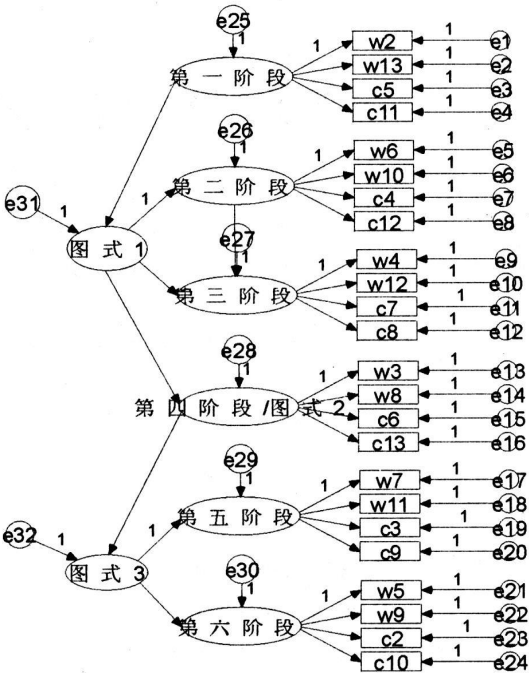 e25
1
第一阶段
1 w2 1 e1
w13 1 e2
c5 1 e3
c11 1 e4
e26
1
第二阶段
1 w6 1 e5
w10 1 e6
c4 1 e7
c12 1 e8
e31
1
图式1
1
e27
1
第三阶段
1 w4 1 e9
w12 1 e10
c7 1 e11
c8 1 e12
e28
1
第四阶段/图式2
1 w3 1 e13
w8 1 e14
c6 1 e15
c13 1 e16
e29
1
第五阶段
1 w7 1 e17
w11 1 e18
c3 1 e19
c9 1 e20
e32
1
图式3
1
e30
1
第六阶段
1 w5 1 e21
w9 1 e22
c2 1 e23
c10 1 e24